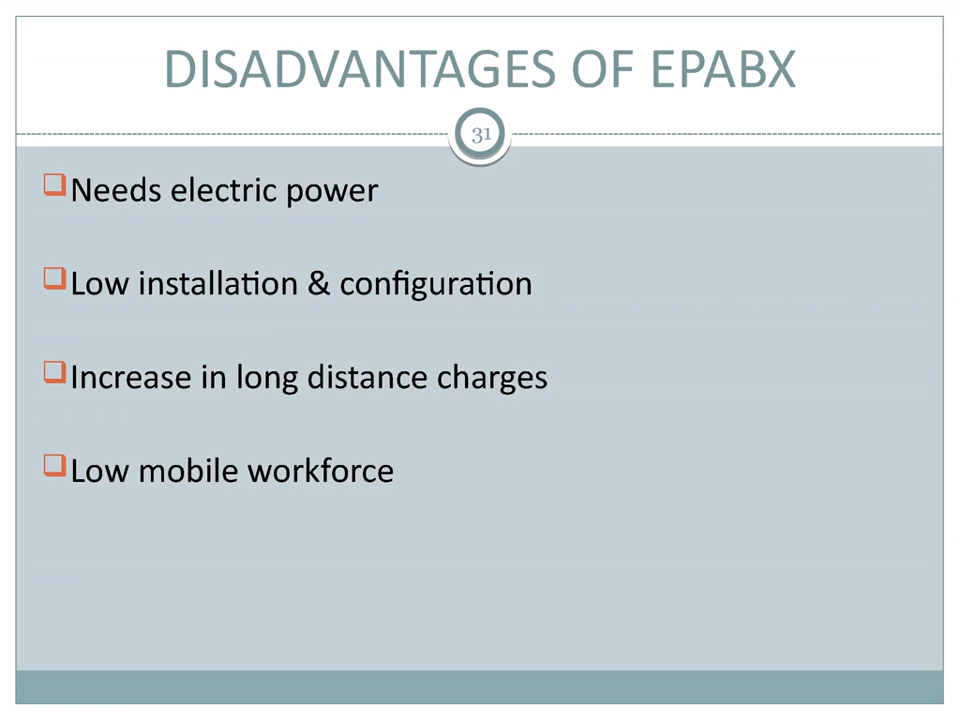 DISADVANTAGES OF EPABX
31
Needs electric power
Low installation & configuration
Increase in long distance charges
Low mobile workforce